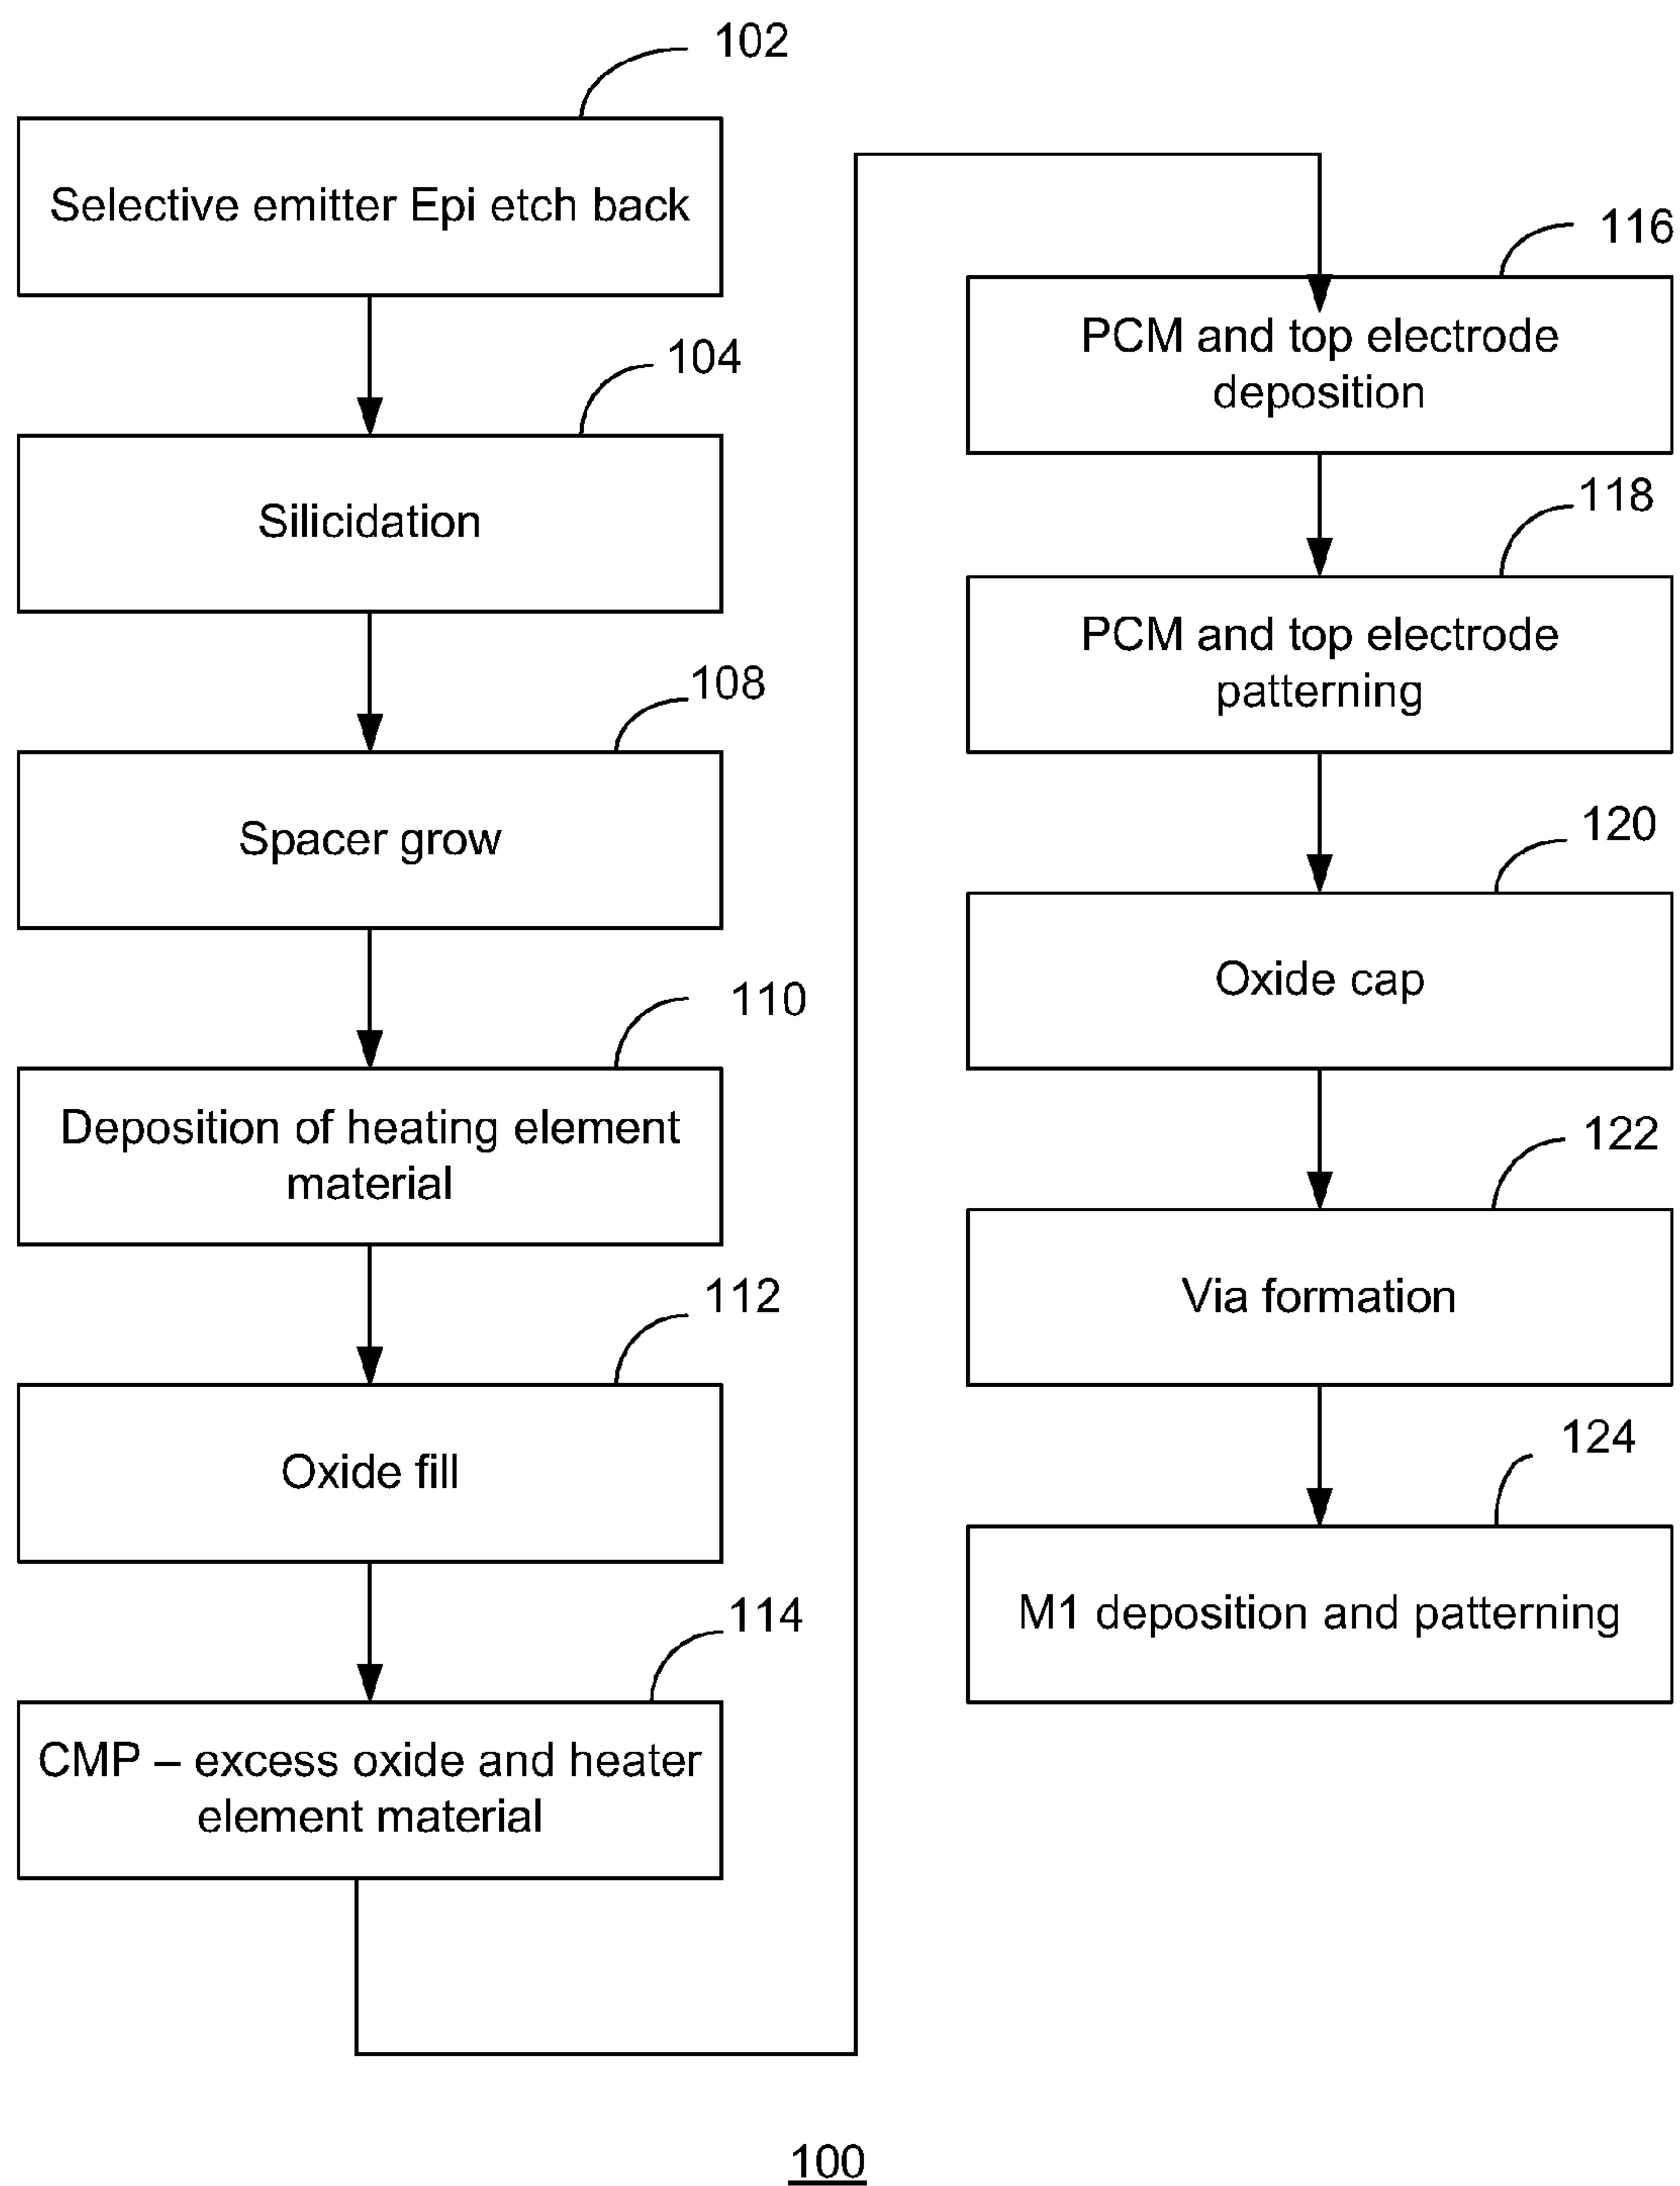 102
Selective emitter Epi etch back
104
Silicidation
108
Spacer grow
110
Deposition of heating element
material
112
Oxide fill
114
CMP – excess oxide and heater
element material
116
PCM and top electrode
deposition
118
PCM and top electrode
patterning
120
Oxide cap
122
Via formation
124
M1 deposition and patterning
100